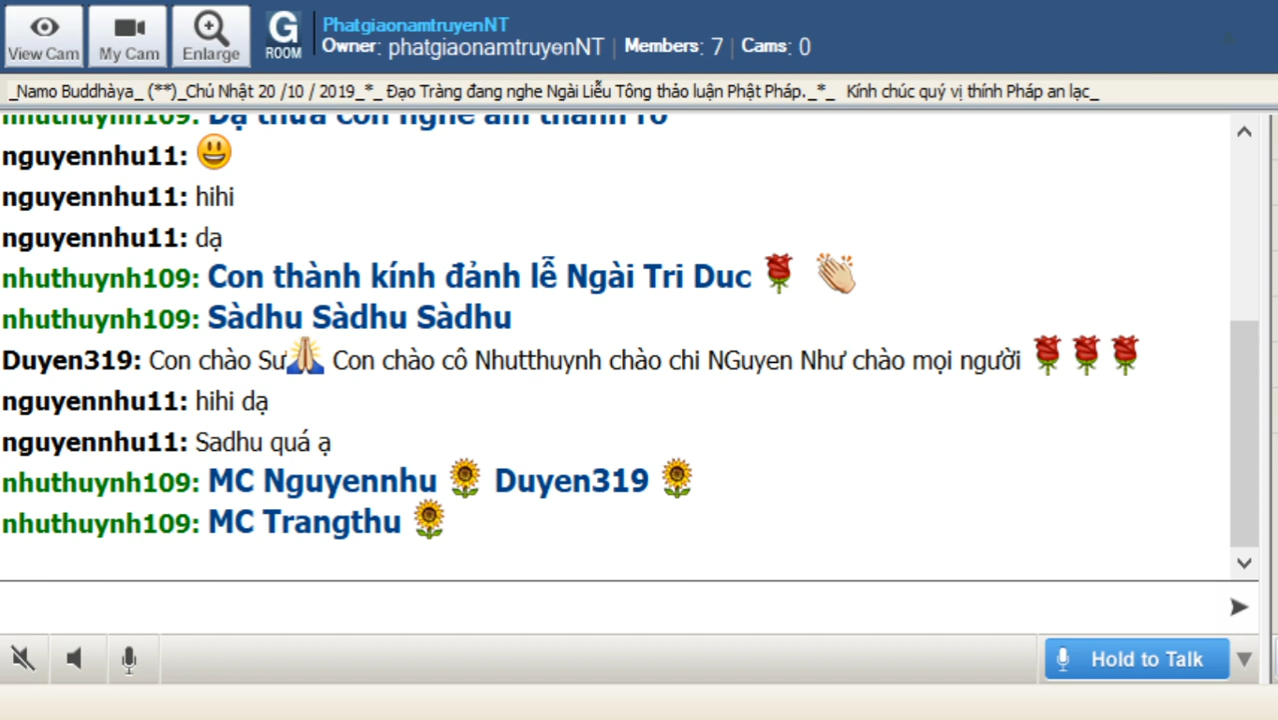 View Cam
My Cam
Enlarge
G
ROOM
PhatgiaonamtruyenNT
Owner: phatgiaonamtruyenNT | Members: 7 | Cams: 0
_Namo Buddhàya_ (**)_Chủ Nhật 20 /10 / 2019_*_ Đạo Tràng đang nghe Ngài Liễu Tông thảo luận Phật Pháp._*_ Kính chúc quý vị thính Pháp an lạc_
nhuthuynh109: Dạ thưa con nghe âm thanh rõ
nguyennhu11: 😃
nguyennhu11: hihi
nguyennhu11: dạ
nhuthuynh109: Con thành kính đảnh lễ Ngài Tri Duc 🌹 👏
nhuthuynh109: Sàdhu Sàdhu Sàdhu
Duyen319: Con chào Sư🙏 Con chào cô Nhutthuynh chào chi NGuyen Như chào mọi người 🌹🌹🌹
nguyennhu11: hihi dạ
nguyennhu11: Sadhu quá ạ
nhuthuynh109: MC Nguyennhu 🌻 Duyen319 🌻
nhuthuynh109: MC Trangthu 🌻
Hold to Talk